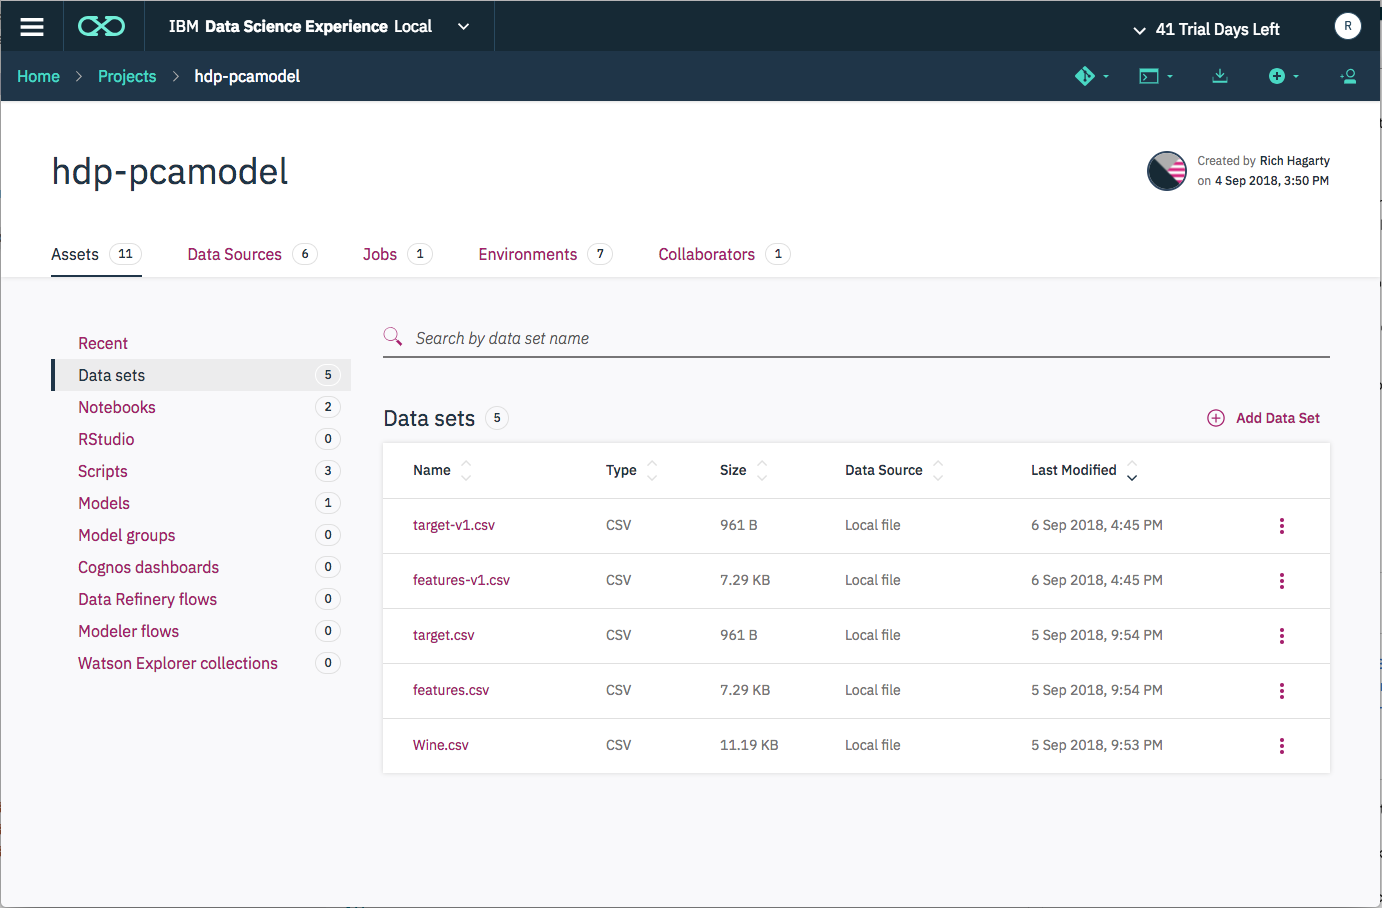 IBM Data Science Experience Local
41 Trial Days Left
R
Home > Projects > hdp-pcamodel
hdp-pcamodel
Created by Rich Hagarty
on 4 Sep 2018, 3:50 PM
Assets 11 Data Sources 6 Jobs 1 Environments 7 Collaborators 1
Recent
Data sets 5
Notebooks 2
RStudio 0
Scripts 3
Models 1
Model groups 0
Cognos dashboards 0
Data Refinery flows 0
Modeler flows 0
Watson Explorer collections 0
Search by data set name
Data sets 5
Add Data Set
Name Type Size Data Source Last Modified
target-v1.csv CSV 961 B Local file 6 Sep 2018, 4:45 PM
features-v1.csv CSV 7.29 KB Local file 6 Sep 2018, 4:45 PM
target.csv CSV 961 B Local file 5 Sep 2018, 9:54 PM
features.csv CSV 7.29 KB Local file 5 Sep 2018, 9:54 PM
Wine.csv CSV 11.19 KB Local file 5 Sep 2018, 9:53 PM